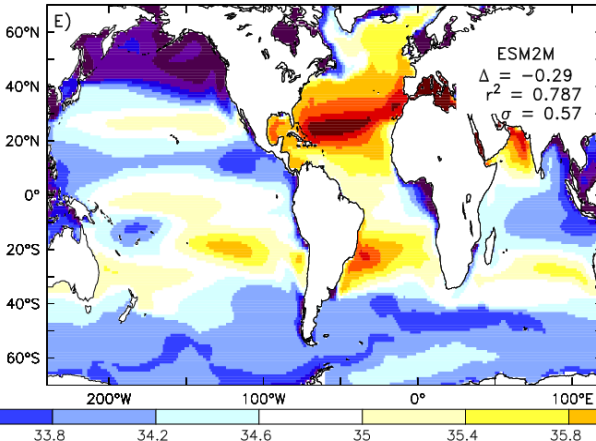 E)
ESM2M
Δ = −0.29
r² = 0.787
σ = 0.57
60°N
40°N
20°N
0°
20°S
40°S
60°S
200°W 100°W 0° 100°E
33.8 34.2 34.6 35 35.4 35.8